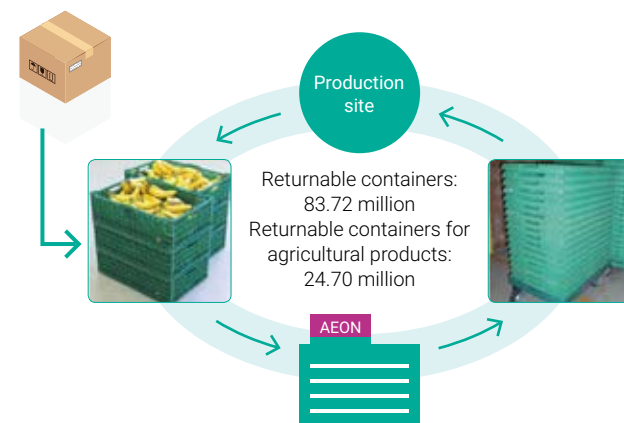 Production
site
Returnable containers:
83.72 million
Returnable containers for
agricultural products:
24.70 million
AEON